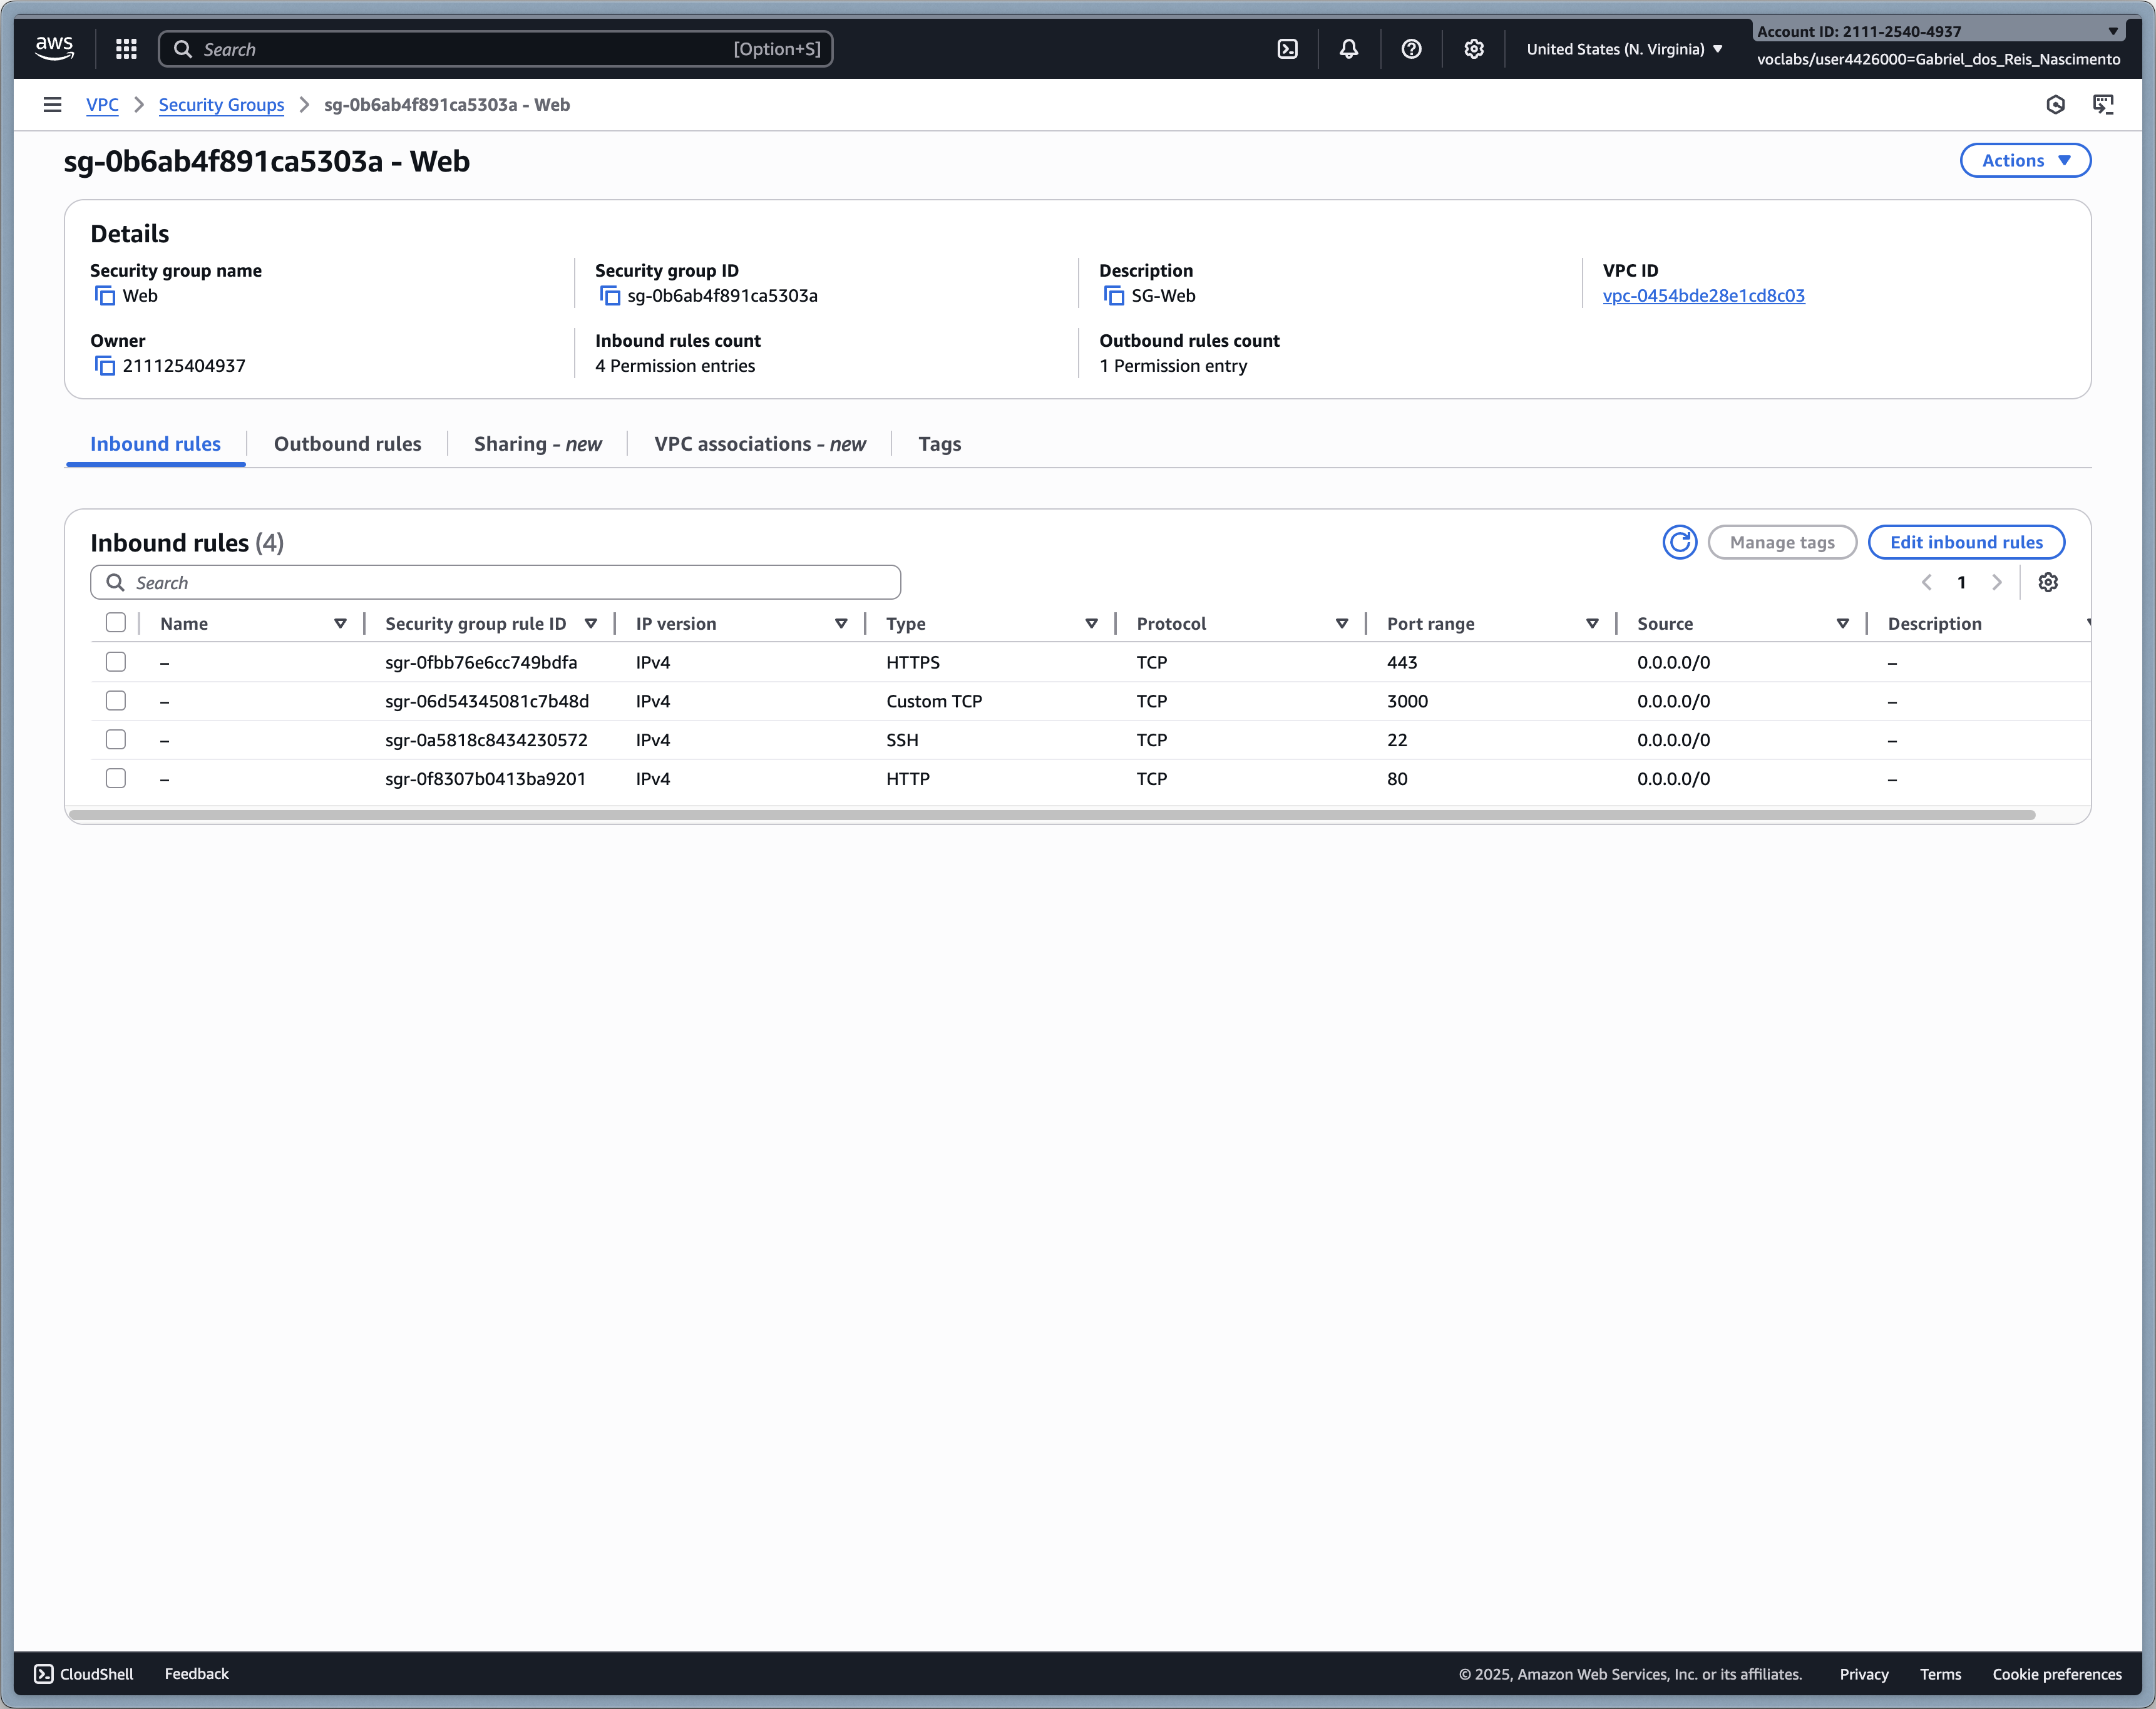 aws Search [Option+S] United States (N. Virginia) Account ID: 2111-2540-4937
voclabs/user4426000=Gabriel_dos_Reis_Nascimento
VPC Security Groups sg-0b6ab4f891ca5303a - Web
sg-0b6ab4f891ca5303a - Web Actions
Details
Security group name Security group ID Description VPC ID
Web sg-0b6ab4f891ca5303a SG-Web vpc-0454bde28e1cd8c03
Owner Inbound rules count Outbound rules count
211125404937 4 Permission entries 1 Permission entry
Inbound rules Outbound rules Sharing - new VPC associations - new Tags
Inbound rules (4) Manage tags Edit inbound rules
Search 1
Name Security group rule ID IP version Type Protocol Port range Source Description
– sgr-0fbb76e6cc749bdfa IPv4 HTTPS TCP 443 0.0.0.0/0 –
– sgr-06d54345081c7b48d IPv4 Custom TCP TCP 3000 0.0.0.0/0 –
– sgr-0a5818c8434230572 IPv4 SSH TCP 22 0.0.0.0/0 –
– sgr-0f8307b0413ba9201 IPv4 HTTP TCP 80 0.0.0.0/0 –
CloudShell Feedback © 2025, Amazon Web Services, Inc. or its affiliates. Privacy Terms Cookie preferences